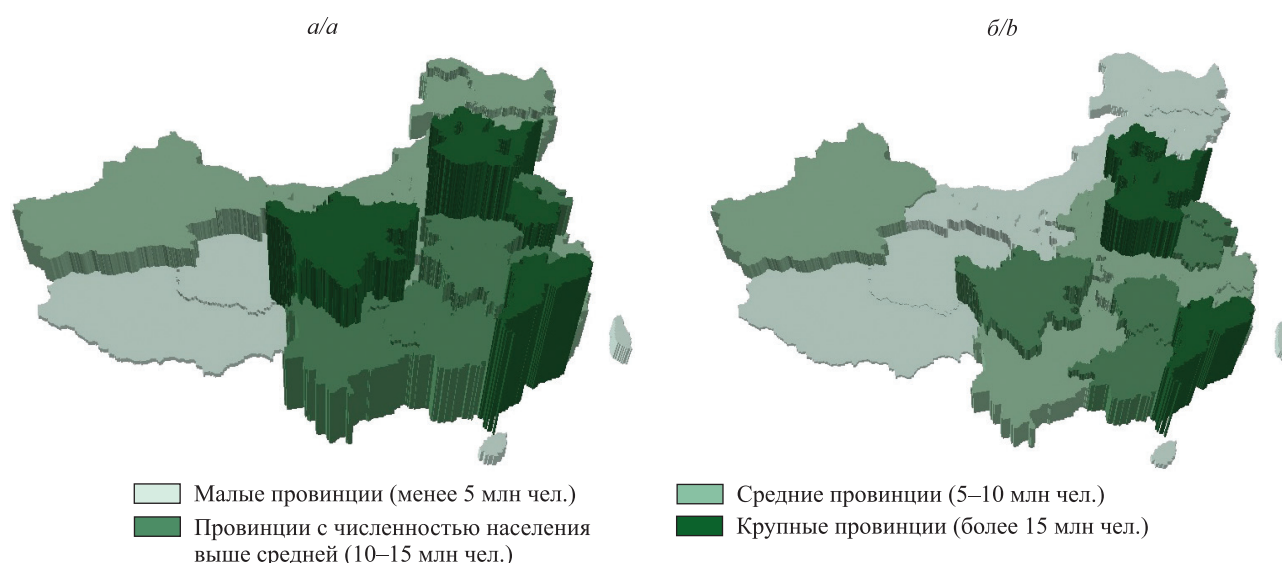 а/a
б/b
Малые провинции (менее 5 млн чел.)
Провинции с численностью населения
выше средней (10–15 млн чел.)
Средние провинции (5–10 млн чел.)
Крупные провинции (более 15 млн чел.)